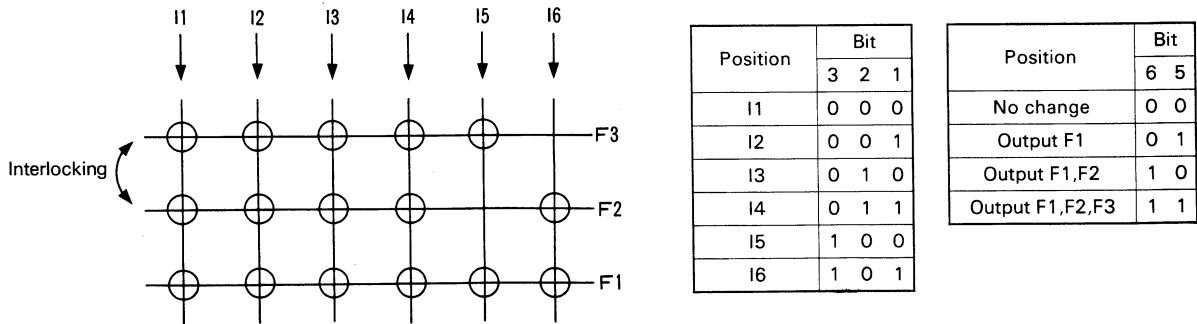 I1 I2 I3 I4 I5 I6
F3
Interlocking
F2
F1
Position Bit
3 2 1
I1 0 0 0
I2 0 0 1
I3 0 1 0
I4 0 1 1
I5 1 0 0
I6 1 0 1
Position Bit
6 5
No change 0 0
Output F1 0 1
Output F1,F2 1 0
Output F1,F2,F3 1 1